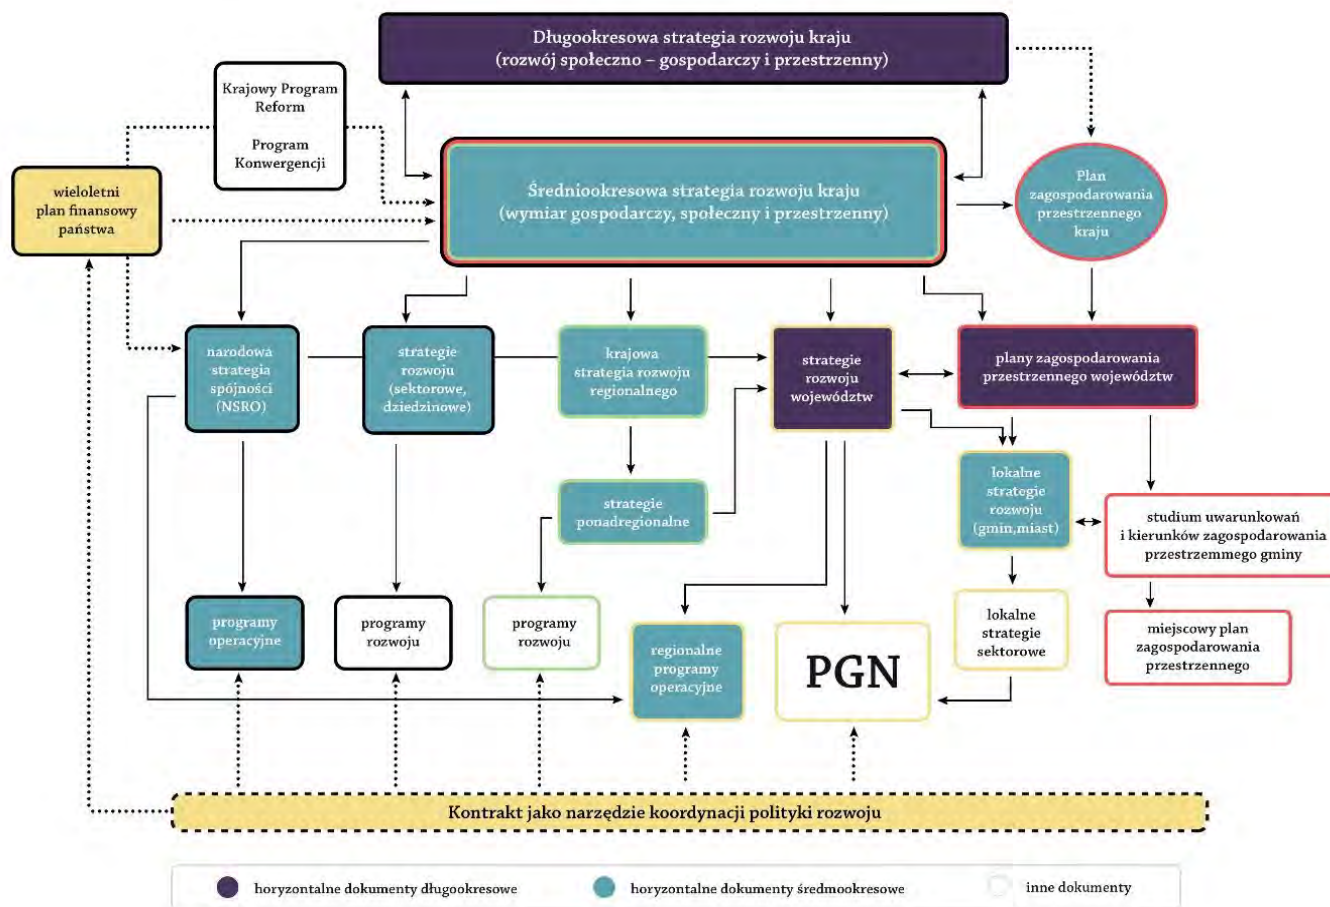 Długookresowa strategia rozwoju kraju
(rozwój społeczno – gospodarczy i przestrzenny)
Krajowy Program
Reform
Program
Konwergencji
wieloletni
plan finansowy
państwa
Średniookresowa strategia rozwoju kraju
(wymiar gospodarczy, społeczny i przestrzenny)
Plan
zagospodarowania
przestrzennego
kraju
narodowa
strategia
spójności
(NSRO)
strategie
rozwoju
(sektorowe,
dziedzinowe)
krajowa
strategia rozwoju
regionalnego
strategie
rozwoju
województw
plany zagospodarowania
przestrzennego województw
strategie
ponadregionalne
lokalne
strategie
rozwoju
(gmin,miast)
studium uwarunkowań
i kierunków zagospodarowania
przestrzemmego gminy
programy
operacyjne
programy
rozwoju
programy
rozwoju
regionalne
programy
operacyjne
PGN
lokalne
strategie
sektorowe
miejscowy plan
zagospodarowania
przestrzennego
Kontrakt jako narzędzie koordynacji polityki rozwoju
horyzontalne dokumenty długookresowe
horyzontalne dokumenty średmookresowe
inne dokumenty